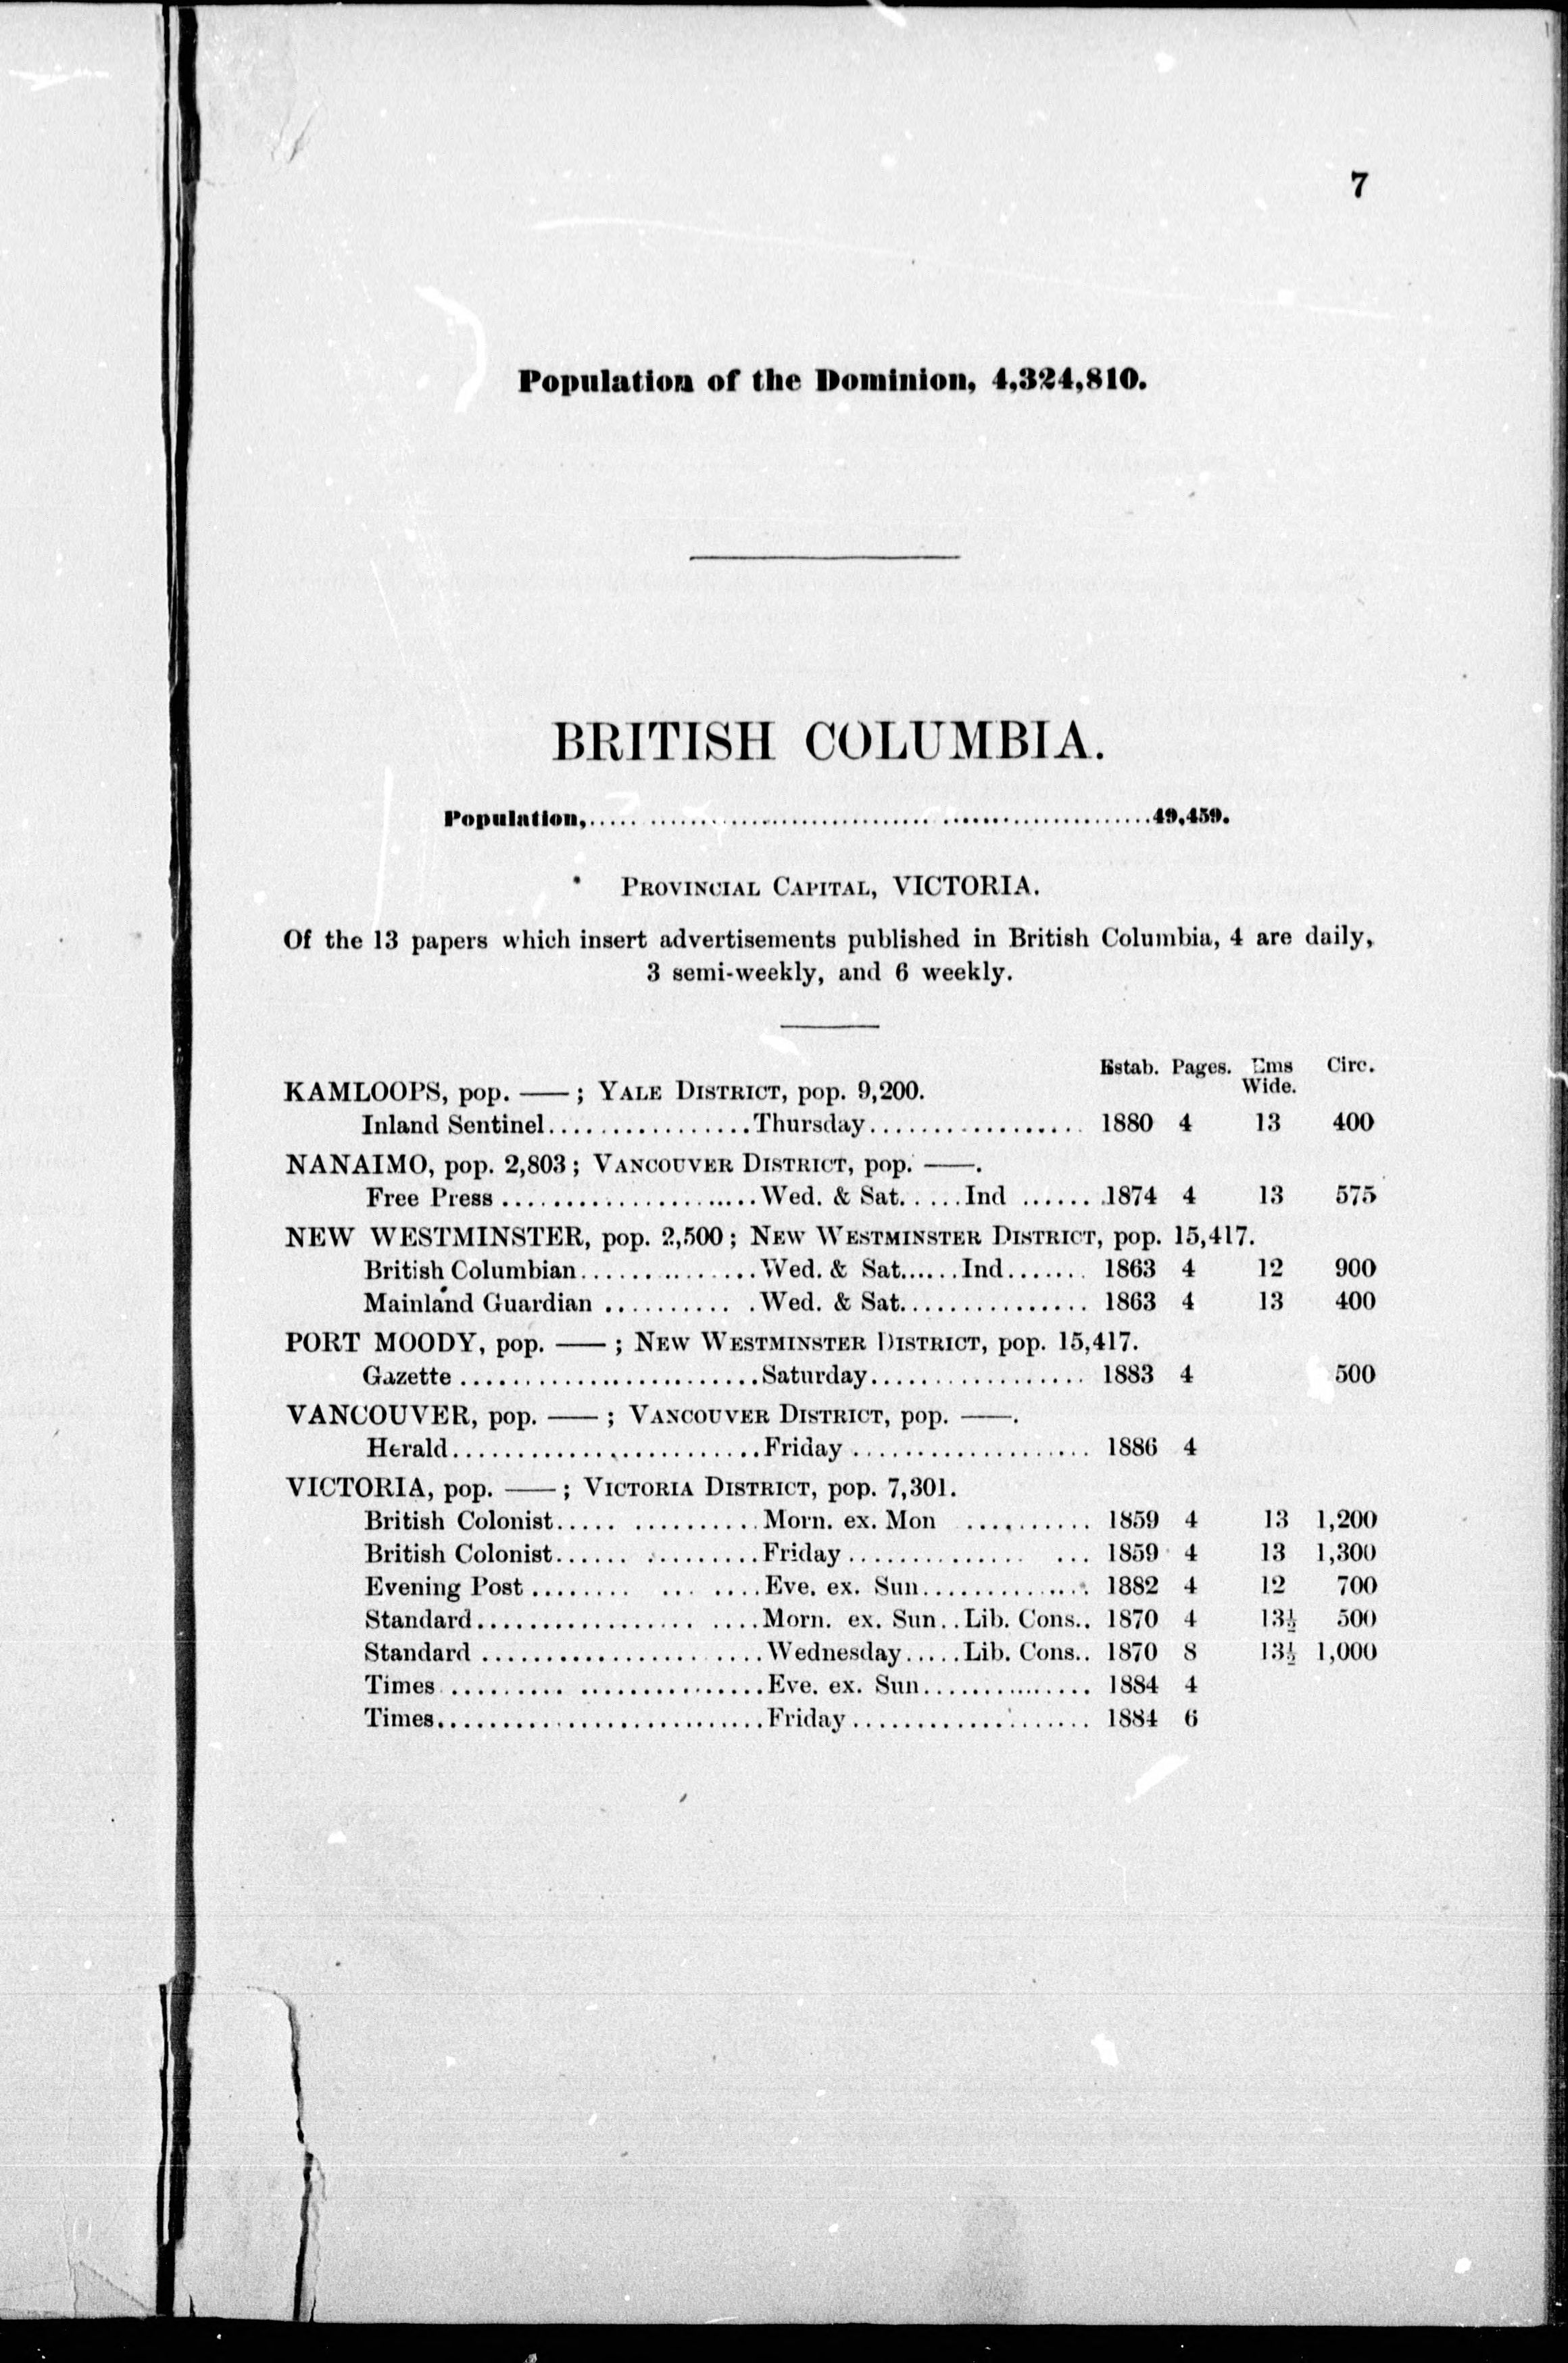 7
Population of the Dominion, 4,324,810.
BRITISH COLUMBIA.
Population,............................................................49,459.
PROVINCIAL CAPITAL, VICTORIA.
Of the 13 papers which insert advertisements published in British Columbia, 4 are daily,
3 semi-weekly, and 6 weekly.
Estab. Pages. Ems Wide. Circ.
KAMLOOPS, pop. —— ; YALE DISTRICT, pop. 9,200.
Inland Sentinel................Thursday................. 1880 4 13 400
NANAIMO, pop. 2,803 ; VANCOUVER DISTRICT, pop. ——.
Free Press ....................Wed. & Sat.....Ind .......1874 4 13 575
NEW WESTMINSTER, pop. 2,500 ; NEW WESTMINSTER DISTRICT, pop. 15,417.
British Columbian..............Wed. & Sat......Ind....... 1863 4 12 900
Mainland Guardian .......... .Wed. & Sat............... 1863 4 13 400
PORT MOODY, pop. —— ; NEW WESTMINSTER DISTRICT, pop. 15,417.
Gazette ........................Saturday................. 1883 4 500
VANCOUVER, pop. —— ; VANCOUVER DISTRICT, pop. ——.
Herald.........................Friday ................... 1886 4
VICTORIA, pop. —— ; VICTORIA DISTRICT, pop. 7,301.
British Colonist..... ..........Morn. ex. Mon .......... 1859 4 13 1,200
British Colonist...... .........Friday .............. ... 1859 4 13 1,300
Evening Post ........ ... ....Eve. ex. Sun............. 1882 4 12 700
Standard................. ....Morn. ex. Sun..Lib. Cons.. 1870 4 13½ 500
Standard ......................Wednesday.....Lib. Cons.. 1870 8 13½ 1,000
Times ......... ...............Eve. ex. Sun............. 1884 4
Times..........................Friday................... 1884 6